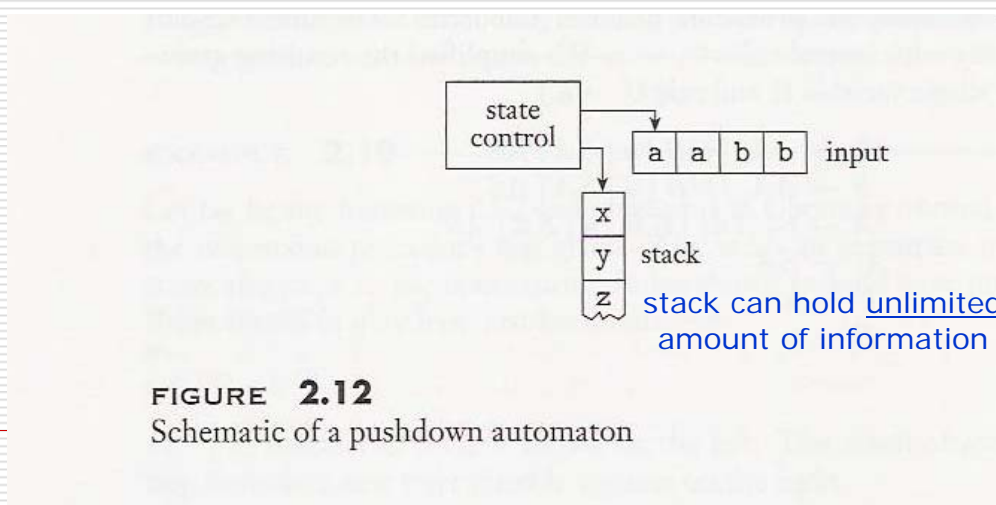 state
control
a a b b input
x
y stack
z
stack can hold unlimited
amount of information
FIGURE 2.12
Schematic of a pushdown automaton